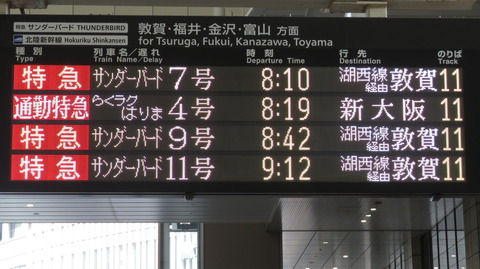 特急 サンダーバード THUNDERBIRD
北陸新幹線 Hokuriku Shinkansen
敦賀・福井・金沢・富山 方面
for Tsuruga, Fukui, Kanazawa, Toyama
種別 列車名/遅れ 時刻 行先 のりば
Type Train Name/Delay Departure Time Destination Track
特急 サンダーバード 7号 8:10 湖西線経由 敦賀 11
通勤特急 らくラクはりま 4号 8:19 新大阪 11
特急 サンダーバード 9号 8:42 湖西線経由 敦賀 11
特急 サンダーバード 11号 9:12 湖西線経由 敦賀 11